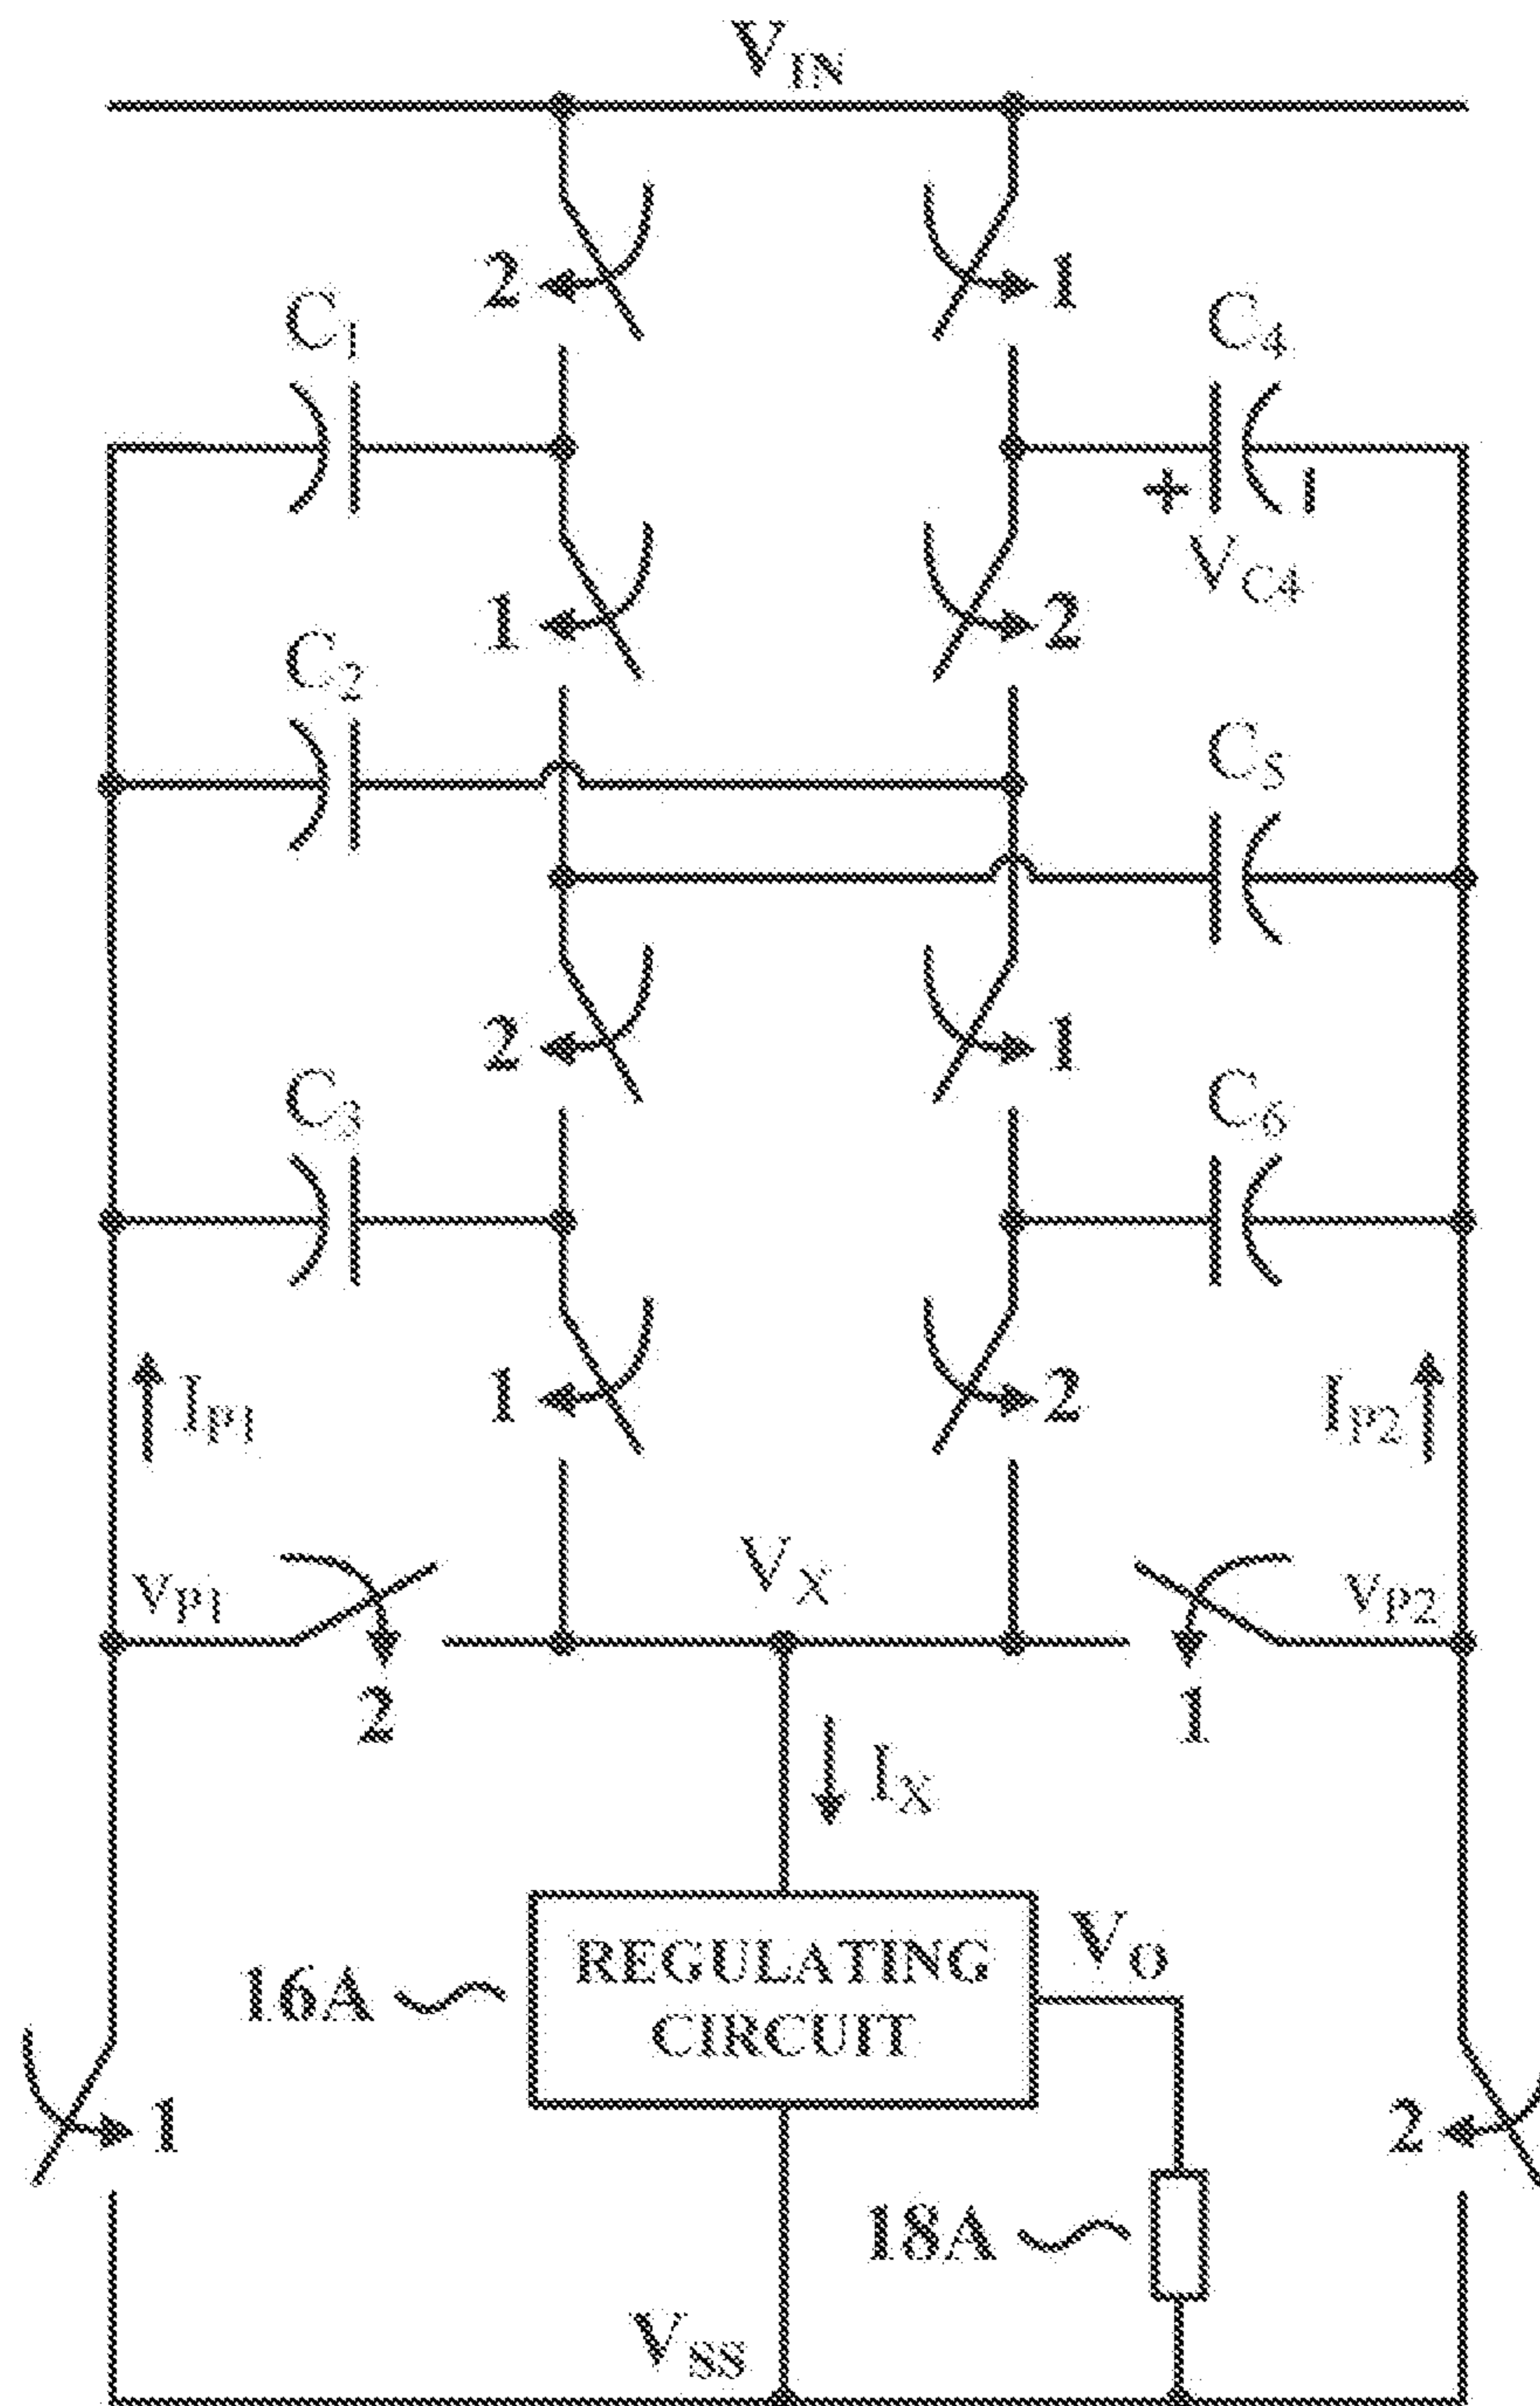 V_IN
2 1
C_1 C_4
+ −
V_C4
1 2
C_2 C_5
2 1
C_3 C_6
1 2
I_P1 I_P2
V_P1 V_X V_P2
2 1
I_X
REGULATING
CIRCUIT
16A
V_O
1 2
18A
V_SS